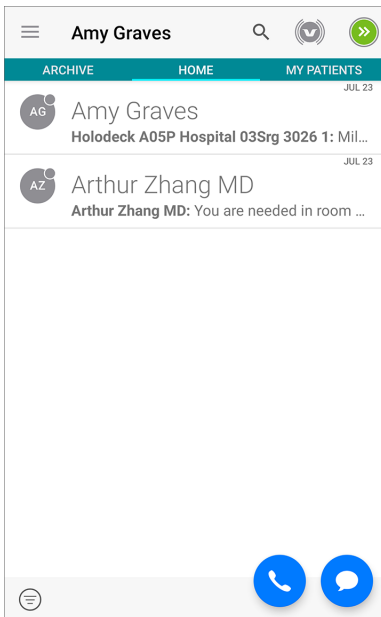 Amy Graves
ARCHIVE HOME MY PATIENTS
JUL 23
AG Amy Graves
Holodeck A05P Hospital 03Srg 3026 1: Mil...
JUL 23
AZ Arthur Zhang MD
Arthur Zhang MD: You are needed in room ...